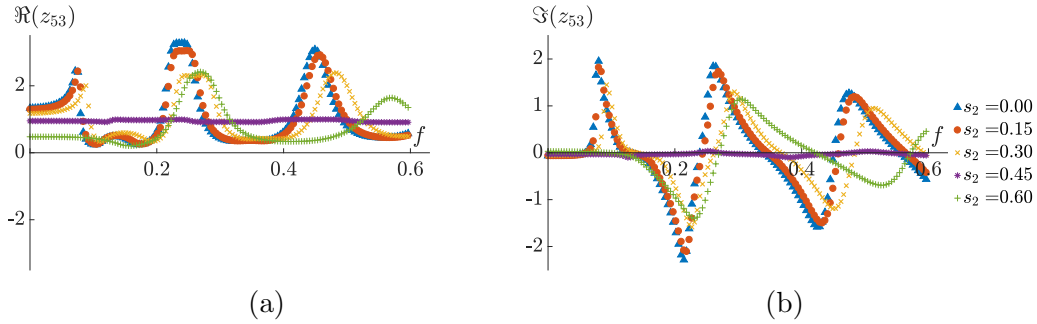 ℜ(z₅₃)
2
-2
0.2
0.4
0.6
f
(a)
ℑ(z₅₃)
2
1
0
-1
-2
0.2
0.4
0.6
f
s₂ =0.00
s₂ =0.15
s₂ =0.30
s₂ =0.45
s₂ =0.60
(b)